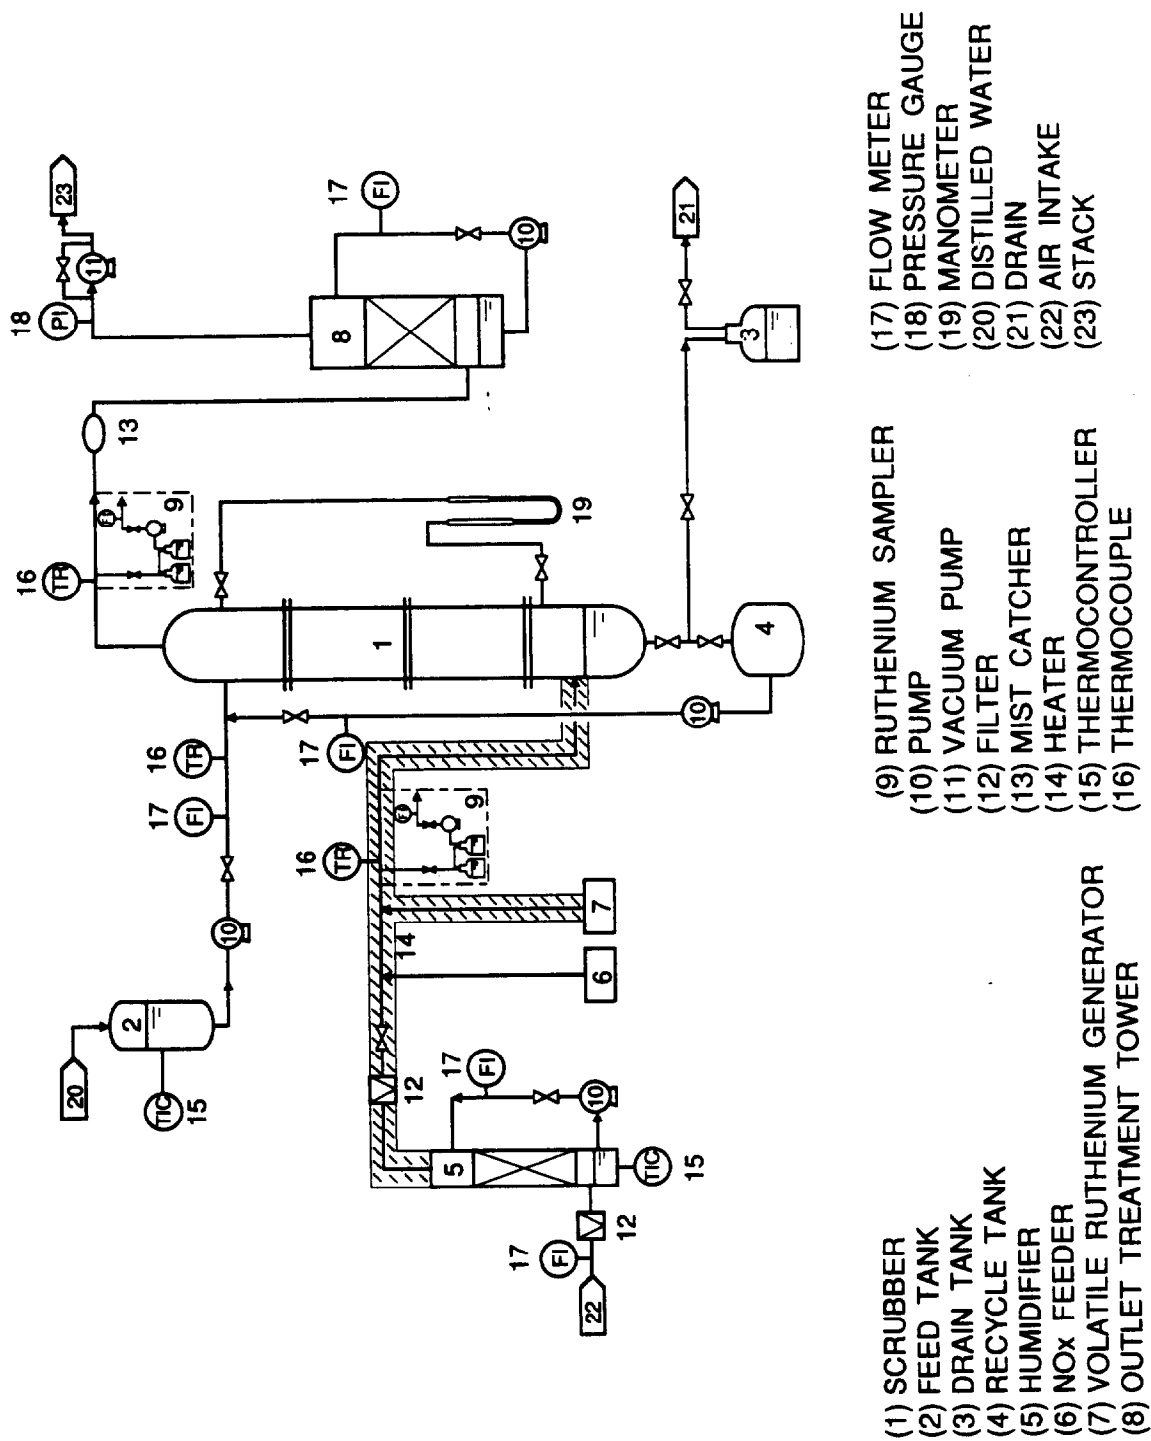 18
PI
23
16
TR
20
11
FI
13
2
TIC
15
16
TR
17
FI
9
10
17
FI
16
TR
8
17
FI
1
14
FI
9
12
5
17
FI
10
17
FI
10
19
22
6
7
12
TIC
15
21
10
3
4
(1) SCRUBBER
(2) FEED TANK
(3) DRAIN TANK
(4) RECYCLE TANK
(5) HUMIDIFIER
(6) NOx FEEDER
(7) VOLATILE RUTHENIUM GENERATOR
(8) OUTLET TREATMENT TOWER
(9) RUTHENIUM SAMPLER
(10) PUMP
(11) VACUUM PUMP
(12) FILTER
(13) MIST CATCHER
(14) HEATER
(15) THERMOCONTROLLER
(16) THERMOCOUPLE
(17) FLOW METER
(18) PRESSURE GAUGE
(19) MANOMETER
(20) DISTILLED WATER
(21) DRAIN
(22) AIR INTAKE
(23) STACK